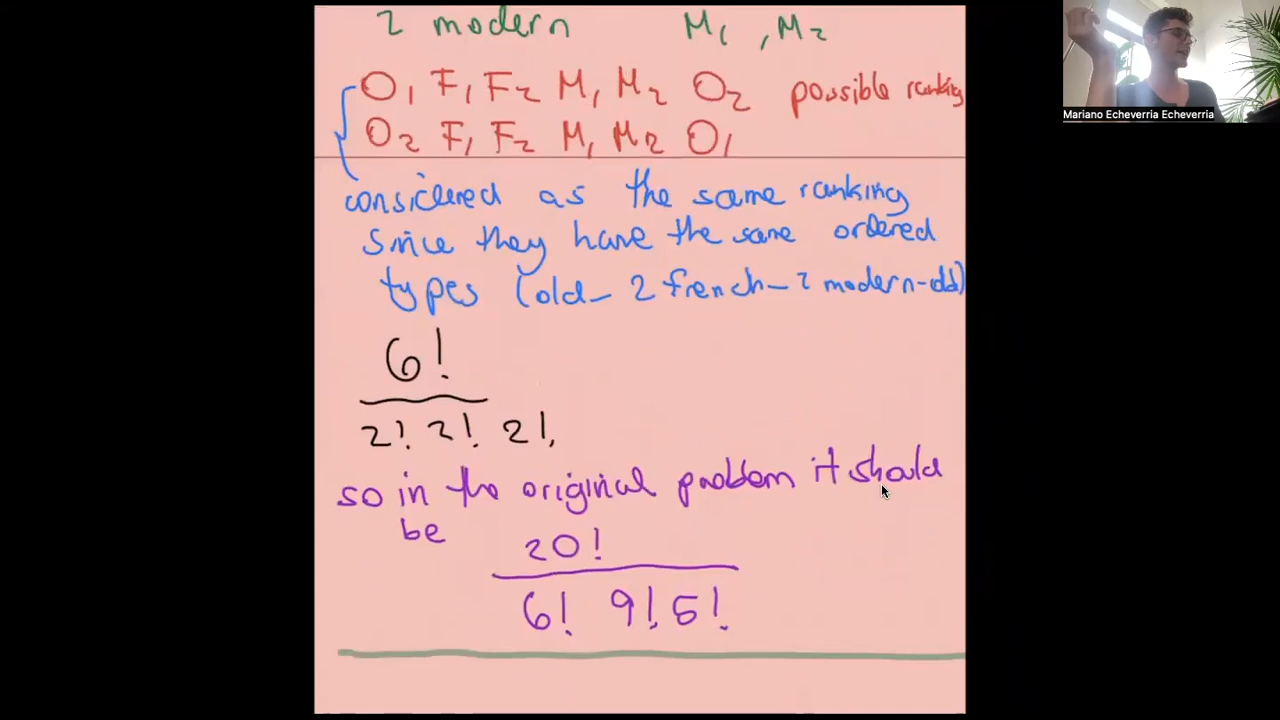 2 modern M1, M2
O1 F1 F2 M1 M2 O2 possible ranking
O2 F1 F2 M1 M2 O1
considered as the same ranking
since they have the same ordered
types (old_ 2 french_ 2 modern-old)
6!
2! 2! 2!
so in the original problem it should
be
20!
6! 9! 5!
Mariano Echeverria Echeverria